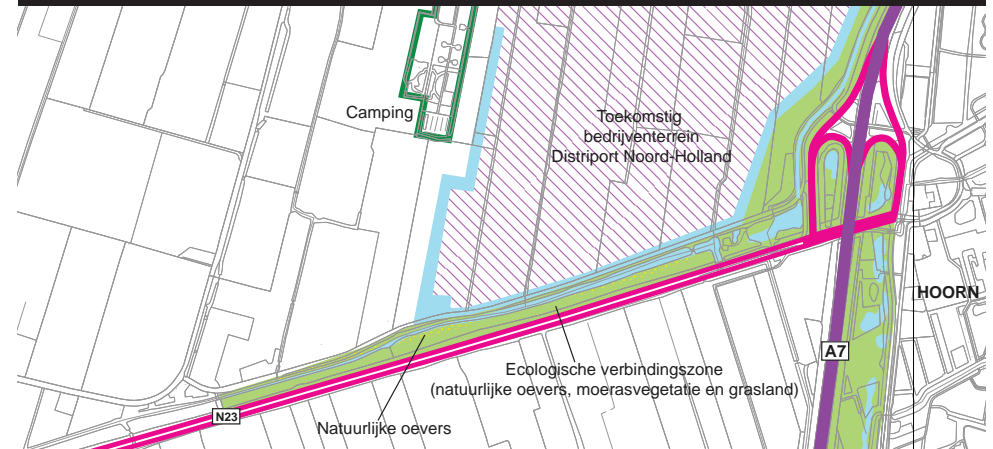 Camping
Toekomstig
bedrijventerrein
Distriport Noord-Holland
HOORN
A7
Ecologische verbindingszone
(natuurlijke oevers, moerasvegetatie en grasland)
N23
Natuurlijke oevers